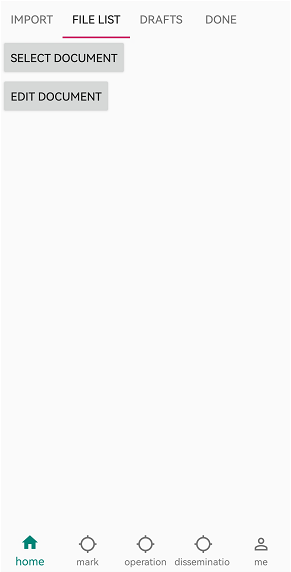 IMPORT FILE LIST DRAFTS DONE
SELECT DOCUMENT
EDIT DOCUMENT
home mark operation disseminatio me